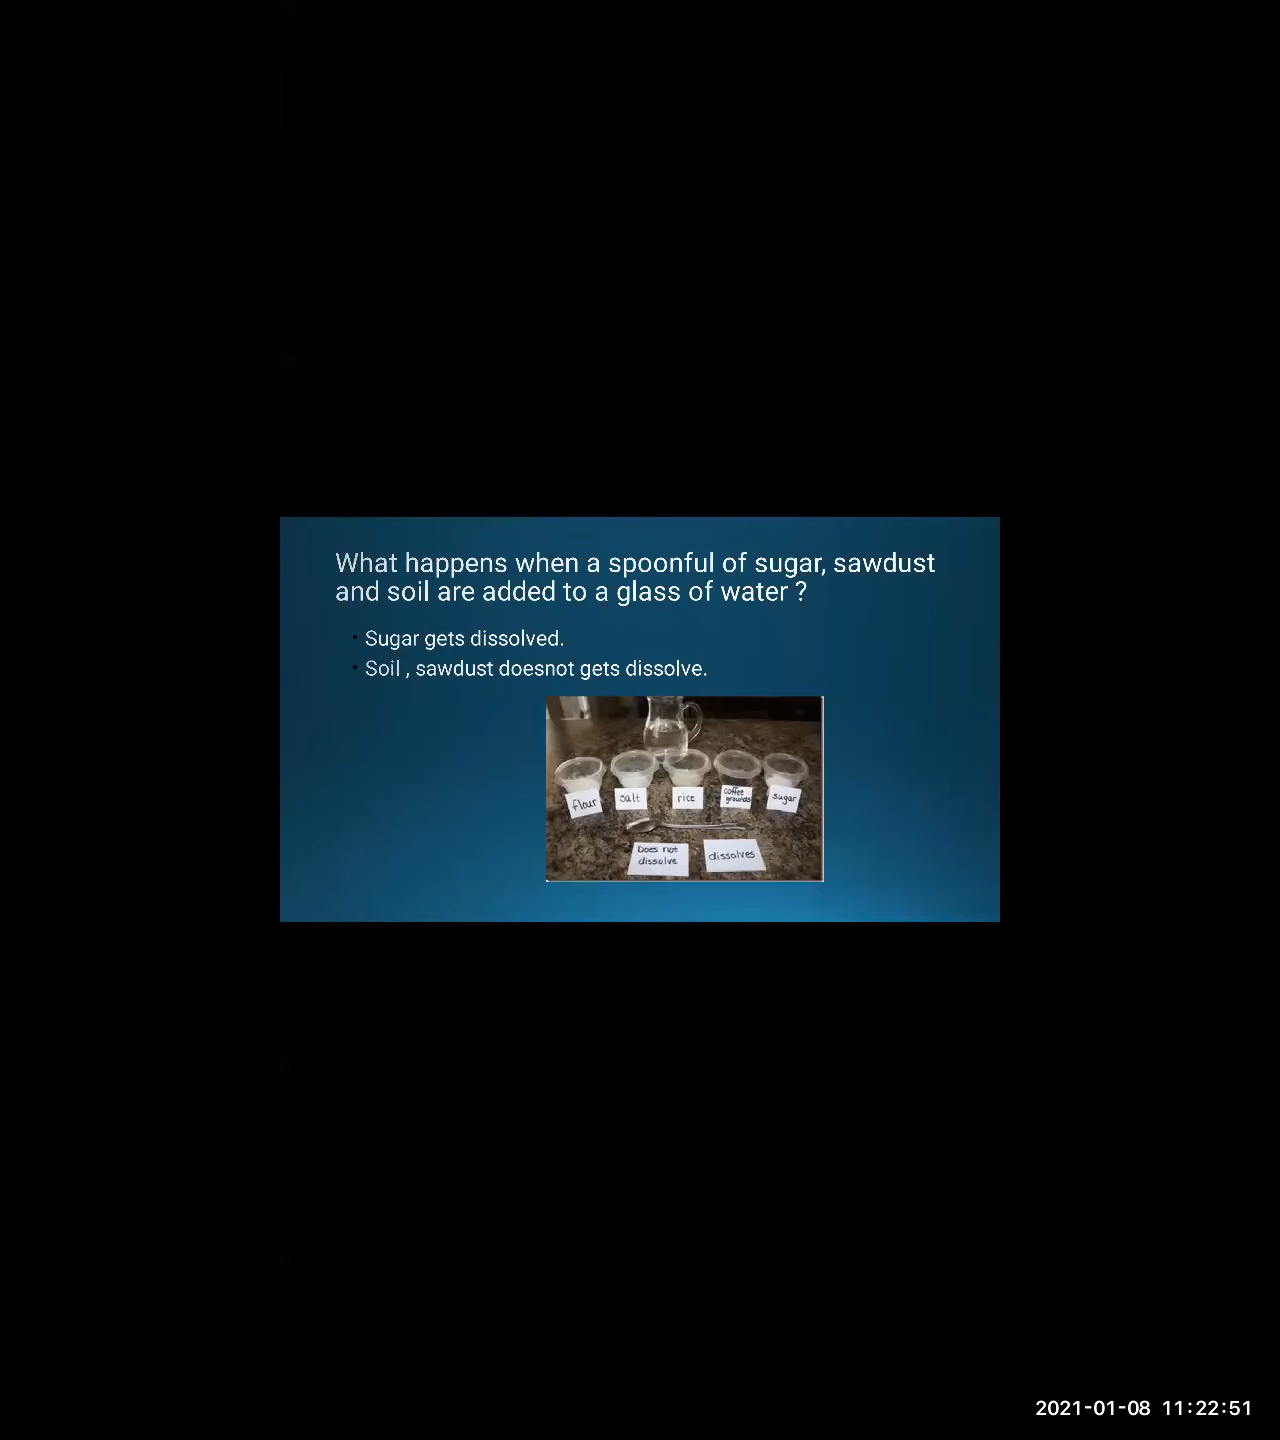 What happens when a spoonful of sugar, sawdust
and soil are added to a glass of water ?
Sugar gets dissolved.
Soil , sawdust doesnot gets dissolve.
flour
salt
rice
coffee
grounds
sugar
Does not
dissolve
dissolves
2021-01-08 11:22:51